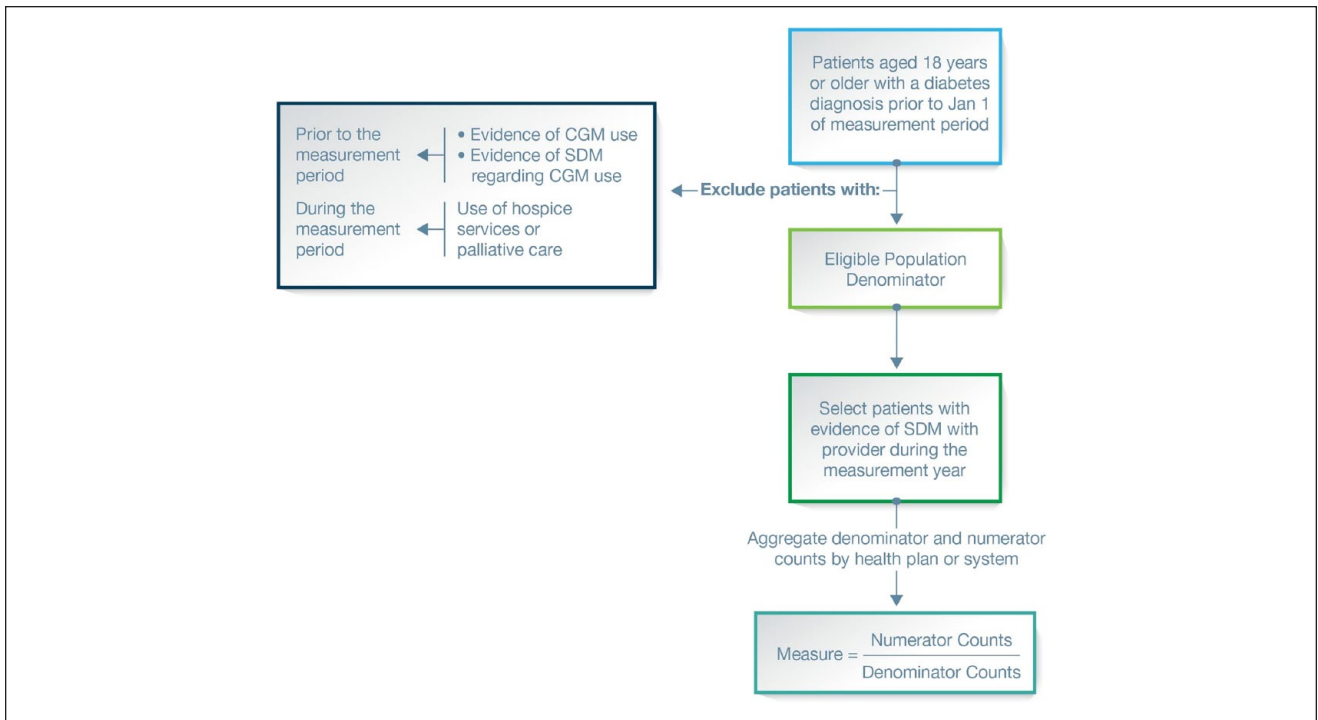 Patients aged 18 years
or older with a diabetes
diagnosis prior to Jan 1
of measurement period
Exclude patients with:
Prior to the
measurement
period
• Evidence of CGM use
• Evidence of SDM
regarding CGM use
During the
measurement
period
Use of hospice
services or
palliative care
Eligible Population
Denominator
Select patients with
evidence of SDM with
provider during the
measurement year
Aggregate denominator and numerator
counts by health plan or system
Measure = Numerator Counts
Denominator Counts